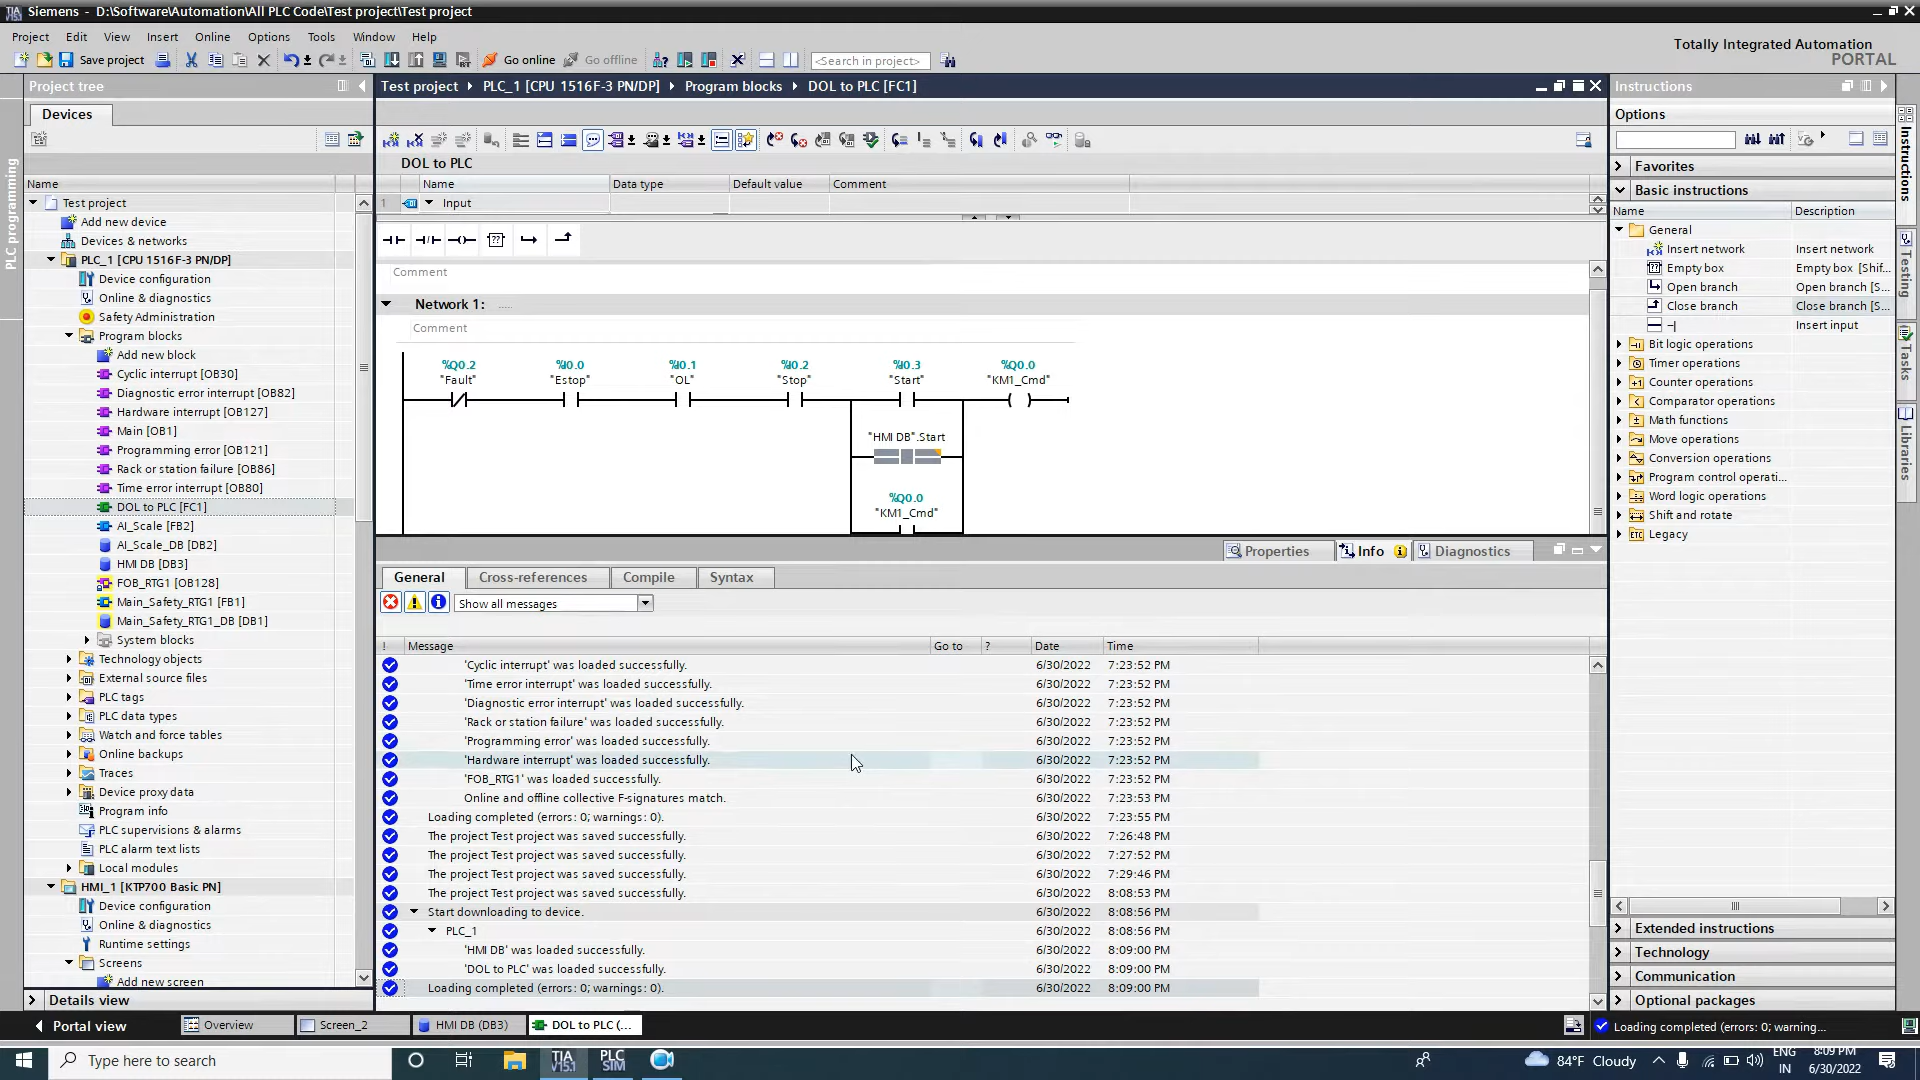 Siemens - D:\Software\Automation\All PLC Code\Test project\Test project
Project Edit View Insert Online Options Tools Window Help
Totally Integrated Automation
PORTAL
Save project
Go online
Go offline
<Search in project>
Project tree
Devices
PLC programming
Name
Test project
Add new device
Devices & networks
PLC_1 [CPU 1516F-3 PN/DP]
Device configuration
Online & diagnostics
Safety Administration
Program blocks
Add new block
Cyclic interrupt [OB30]
Diagnostic error interrupt [OB82]
Hardware interrupt [OB127]
Main [OB1]
Programming error [OB121]
Rack or station failure [OB86]
Time error interrupt [OB80]
DOL to PLC [FC1]
AI_Scale [FB2]
AI_Scale_DB [DB2]
HMI DB [DB3]
FOB_RTG1 [OB128]
Main_Safety_RTG1 [FB1]
Main_Safety_RTG1_DB [DB1]
System blocks
Technology objects
External source files
PLC tags
PLC data types
Watch and force tables
Online backups
Traces
Device proxy data
Program info
PLC supervisions & alarms
PLC alarm text lists
Local modules
HMI_1 [KTP700 Basic PN]
Device configuration
Online & diagnostics
Runtime settings
Screens
Add new screen
Details view
Test project PLC_1 [CPU 1516F-3 PN/DP] Program blocks DOL to PLC [FC1]
DOL to PLC
Name Data type Default value Comment
1 Input
Comment
Network 1: .....
Comment
%Q0.2 %I0.0 %I0.1 %I0.2 %I0.3 %Q0.0
"Fault" "Estop" "OL" "Stop" "Start" "KM1_Cmd"
"HMI DB".Start
%Q0.0
"KM1_Cmd"
Properties Info Diagnostics
General Cross-references Compile Syntax
Show all messages
! Message Go to ? Date Time
'Cyclic interrupt' was loaded successfully. 6/30/2022 7:23:52 PM
'Time error interrupt' was loaded successfully. 6/30/2022 7:23:52 PM
'Diagnostic error interrupt' was loaded successfully. 6/30/2022 7:23:52 PM
'Rack or station failure' was loaded successfully. 6/30/2022 7:23:52 PM
'Programming error' was loaded successfully. 6/30/2022 7:23:52 PM
'Hardware interrupt' was loaded successfully. 6/30/2022 7:23:52 PM
'FOB_RTG1' was loaded successfully. 6/30/2022 7:23:52 PM
Online and offline collective F-signatures match. 6/30/2022 7:23:53 PM
Loading completed (errors: 0; warnings: 0). 6/30/2022 7:23:55 PM
The project Test project was saved successfully. 6/30/2022 7:26:48 PM
The project Test project was saved successfully. 6/30/2022 7:27:52 PM
The project Test project was saved successfully. 6/30/2022 7:29:46 PM
The project Test project was saved successfully. 6/30/2022 8:08:53 PM
Start downloading to device. 6/30/2022 8:08:56 PM
PLC_1 6/30/2022 8:08:56 PM
'HMI DB' was loaded successfully. 6/30/2022 8:09:00 PM
'DOL to PLC' was loaded successfully. 6/30/2022 8:09:00 PM
Loading completed (errors: 0; warnings: 0). 6/30/2022 8:09:00 PM
Instructions
Options
Favorites
Basic instructions
Name Description
General
Insert network Insert network
Empty box Empty box [Shif...
Open branch Open branch [S...
Close branch Close branch [S...
-| Insert input
Bit logic operations
Timer operations
Counter operations
Comparator operations
Math functions
Move operations
Conversion operations
Program control operati...
Word logic operations
Shift and rotate
Legacy
Extended instructions
Technology
Communication
Optional packages
Instructions
Testing
Tasks
Libraries
Portal view Overview Screen_2 HMI DB (DB3) DOL to PLC (...
Loading completed (errors: 0; warning...
Type here to search
TIA V15.1
PLC SIM
84°F Cloudy
ENG
IN
8:09 PM
6/30/2022